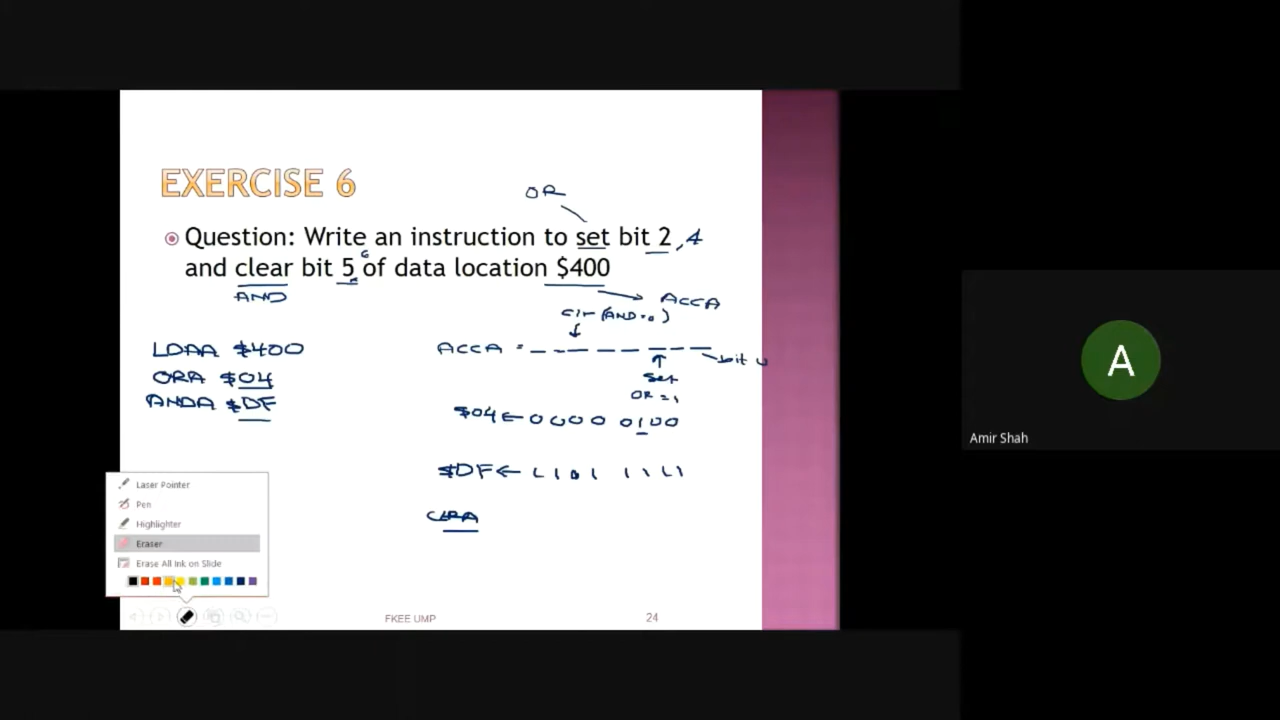 EXERCISE 6
OR
Question: Write an instruction to set bit 2 ,4
and clear bit 5 of data location $400
AND
ACCA
clr (AND=0)
LDAA $400
ACCA =
bit 0
ORA $04
set
OR = 1
ANDA $DF
$04 ← 0000 0100
$DF ← 1101 1111
Laser Pointer
Pen
Highlighter
Eraser
Erase All Ink on Slide
FKEE UMP
24
A
Amir Shah